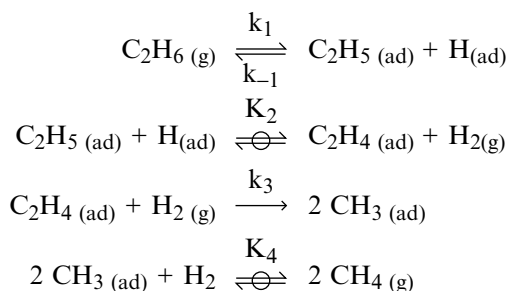 k₁
C₂H₆ (g) ⇌ C₂H₅ (ad) + H(ad)
k₋₁
K₂
C₂H₅ (ad) + H(ad) ⇌ C₂H₄ (ad) + H₂(g)
k₃
C₂H₄ (ad) + H₂ (g) → 2 CH₃ (ad)
K₄
2 CH₃ (ad) + H₂ ⇌ 2 CH₄ (g)